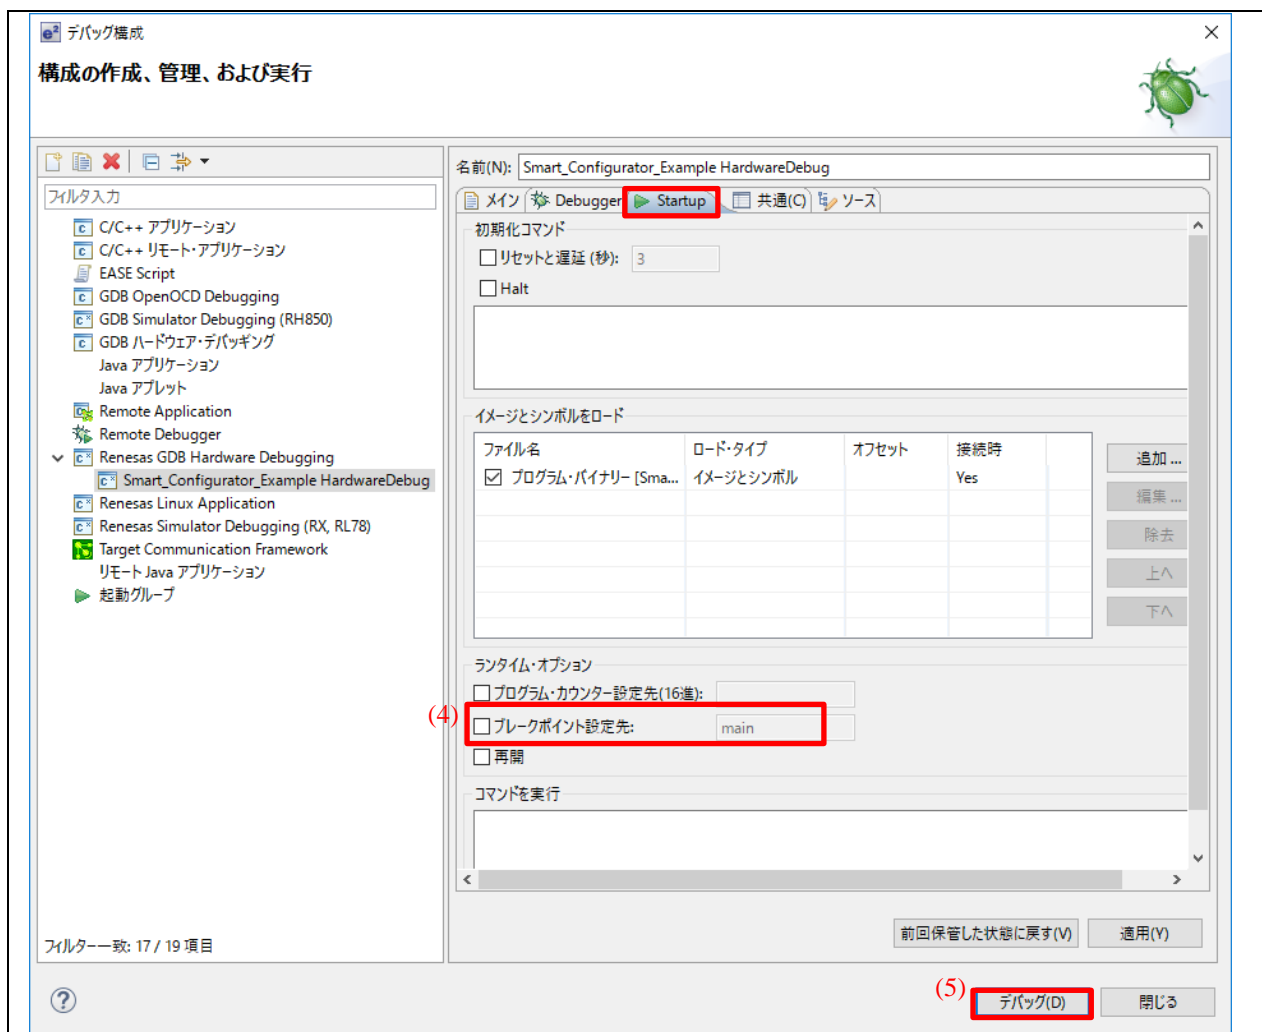 e² デバッグ構成
構成の作成、管理、および実行
名前(N): Smart_Configurator_Example HardwareDebug
フィルタ入力
メイン Debugger Startup 共通(C) ソース
C/C++ アプリケーション
C/C++ リモート・アプリケーション
EASE Script
GDB OpenOCD Debugging
GDB Simulator Debugging (RH850)
GDB ハードウェア・デバッギング
Java アプリケーション
Java アプレット
Remote Application
Remote Debugger
Renesas GDB Hardware Debugging
Smart_Configurator_Example HardwareDebug
Renesas Linux Application
Renesas Simulator Debugging (RX, RL78)
Target Communication Framework
リモート Java アプリケーション
起動グループ
フィルター一致: 17 / 19 項目
初期化コマンド
リセットと遅延 (秒): 3
Halt
イメージとシンボルをロード
ファイル名 ロード・タイプ オフセット 接続時
プログラム・バイナリー [Sma... イメージとシンボル Yes
追加 ...
編集 ...
除去
上へ
下へ
ランタイム・オプション
プログラム・カウンター設定先(16進):
(4) ブレークポイント設定先: main
再開
コマンドを実行
前回保管した状態に戻す(V) 適用(Y)
(5) デバッグ(D) 閉じる